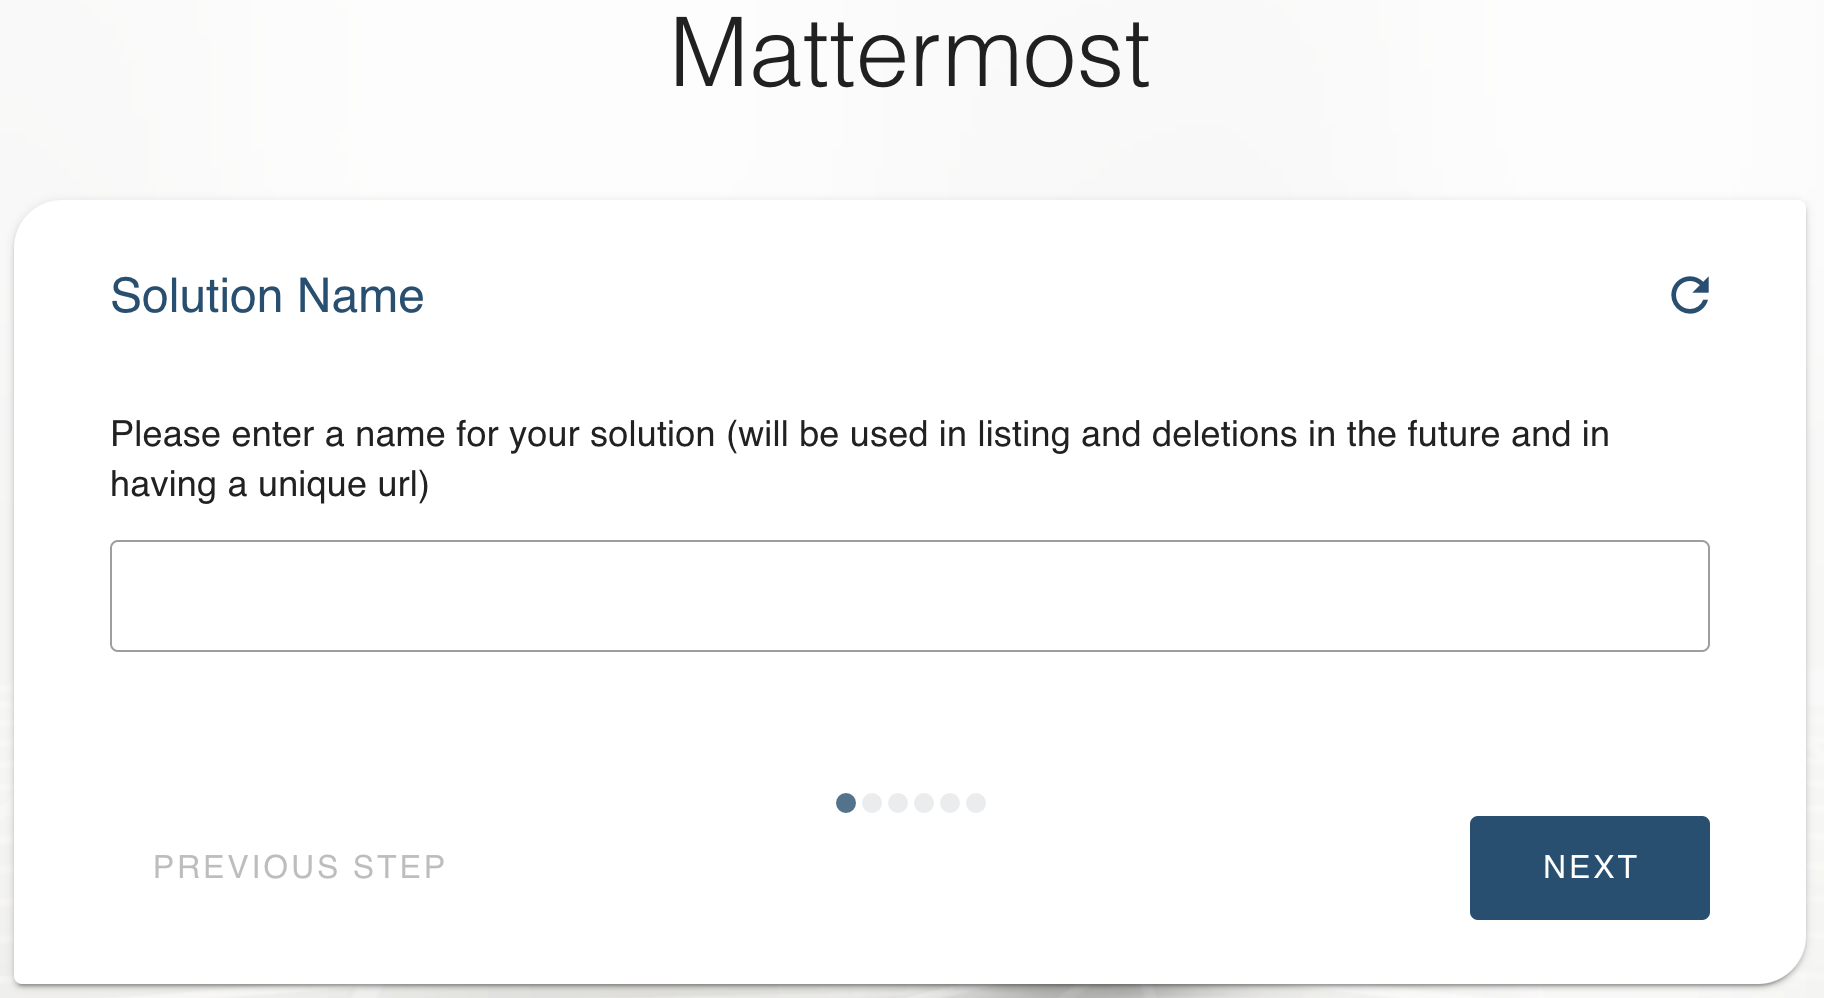 Mattermost
Solution Name
Please enter a name for your solution (will be used in listing and deletions in the future and in
having a unique url)
PREVIOUS STEP
NEXT